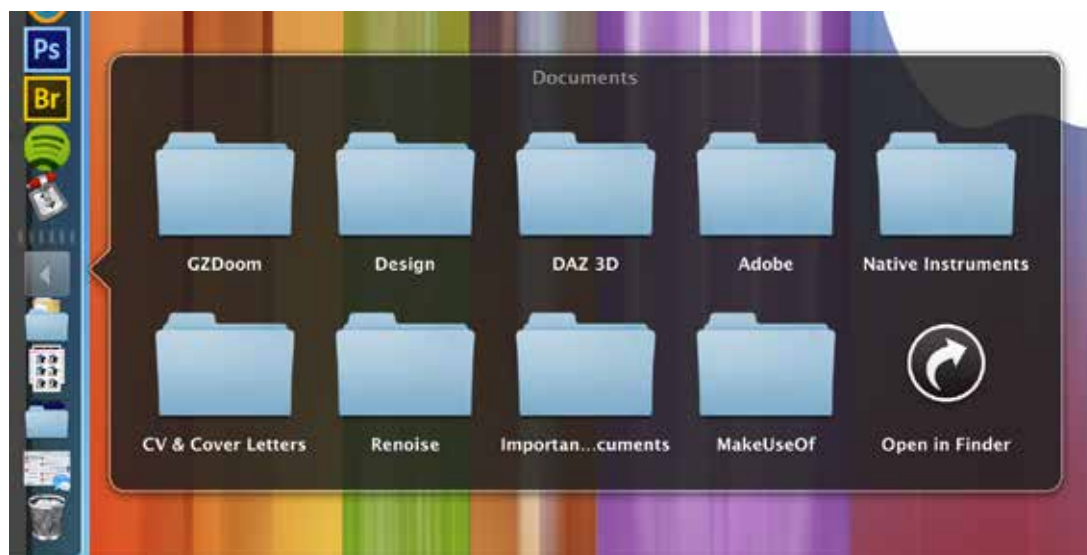 Ps
Br
Documents
GZDoom
Design
DAZ 3D
Adobe
Native Instruments
CV & Cover Letters
Renoise
Importan...cuments
MakeUseOf
Open in Finder